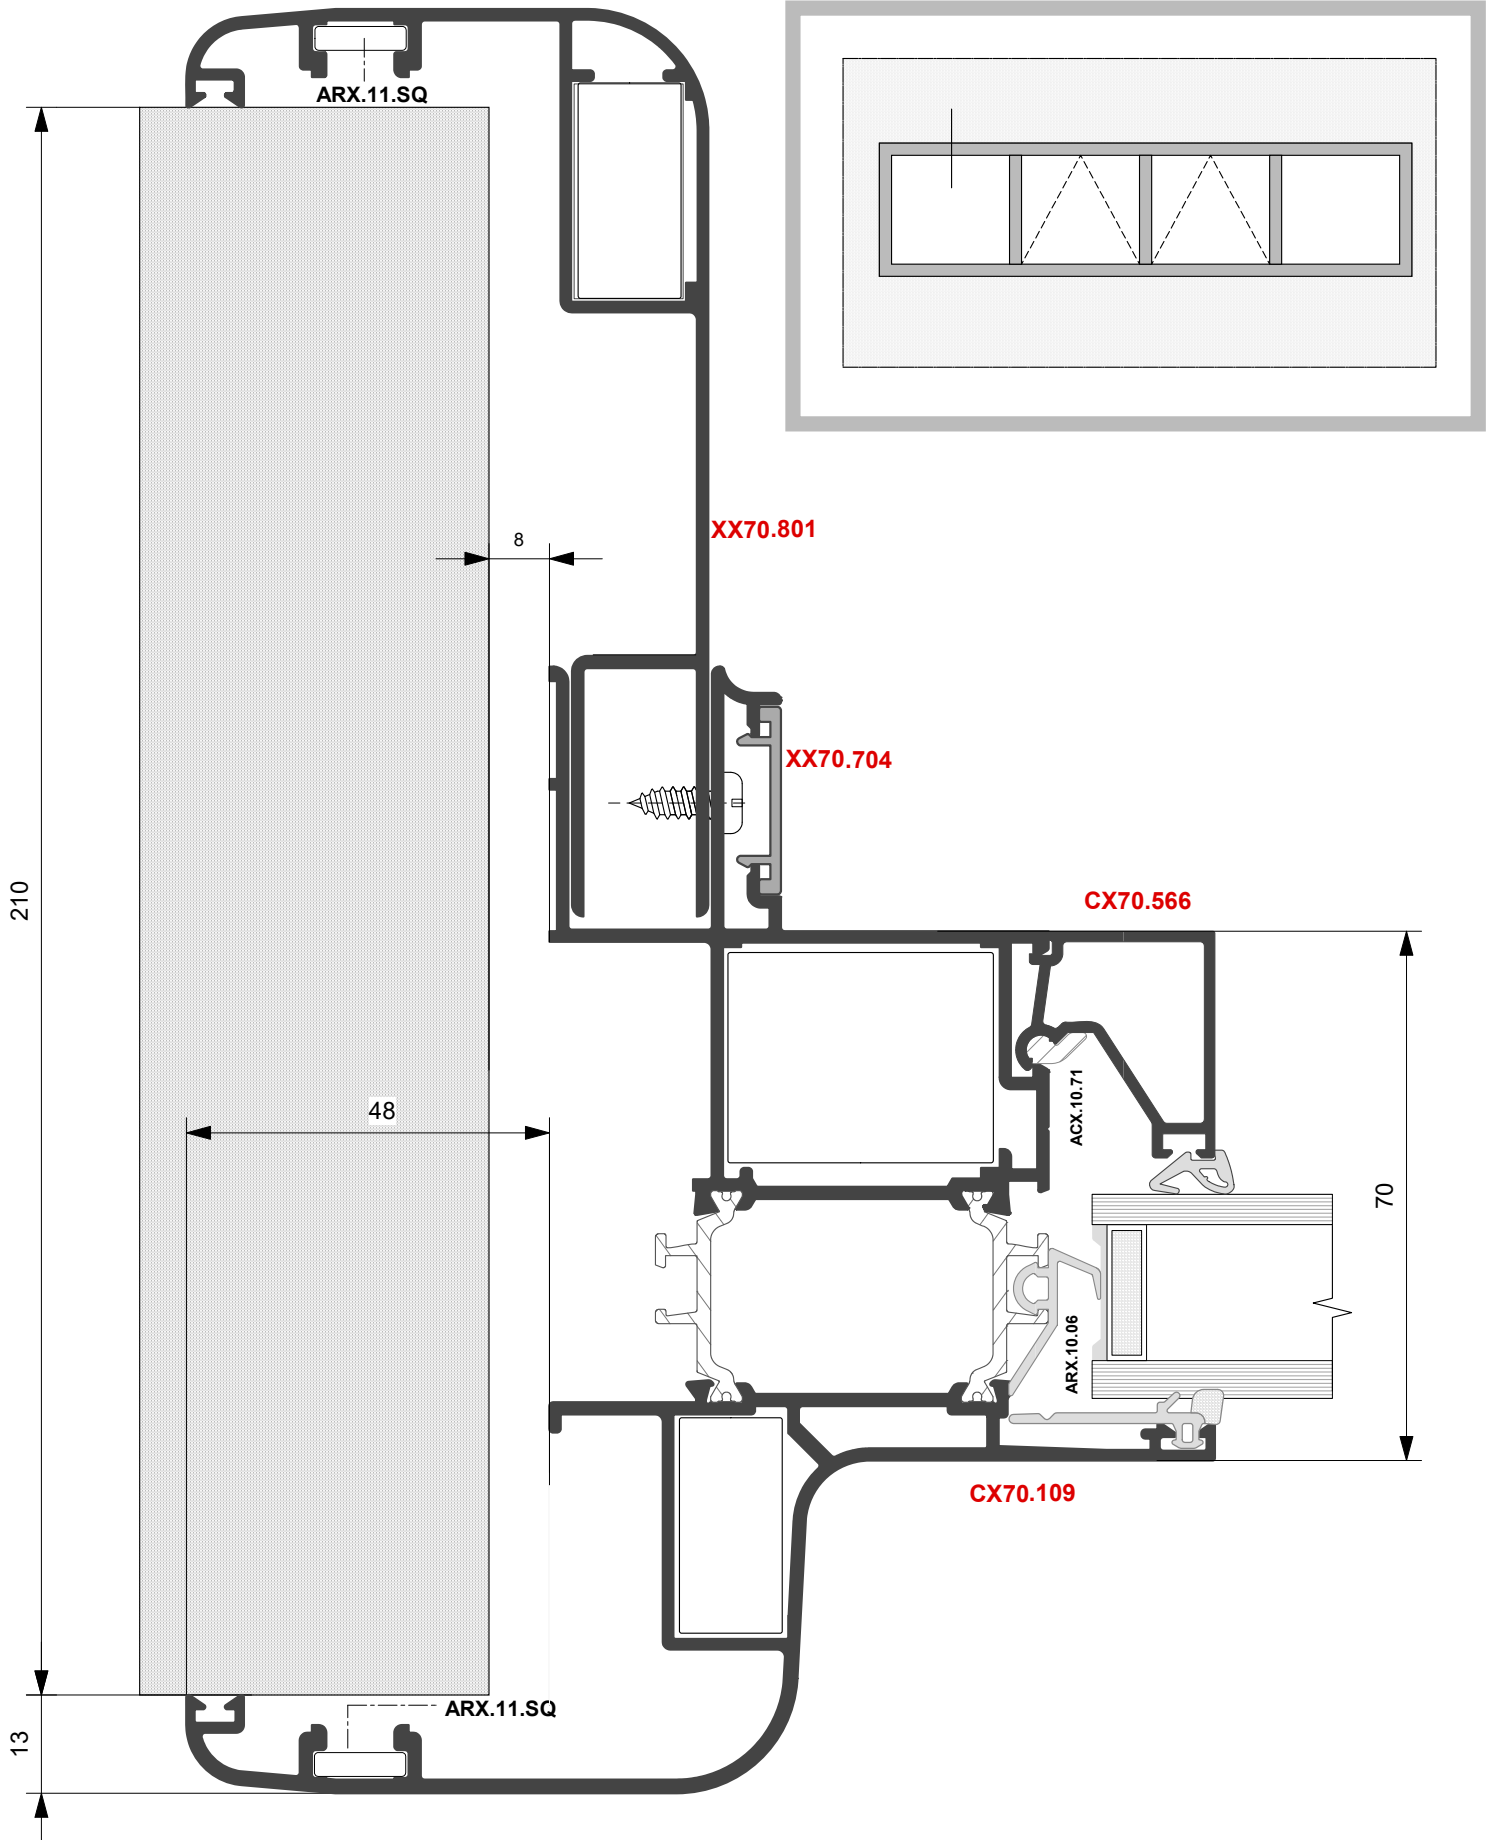 ARX.11.SQ
XX70.801
8
XX70.704
210
CX70.566
48
ACX.10.71
70
ARX.10.06
CX70.109
ARX.11.SQ
13